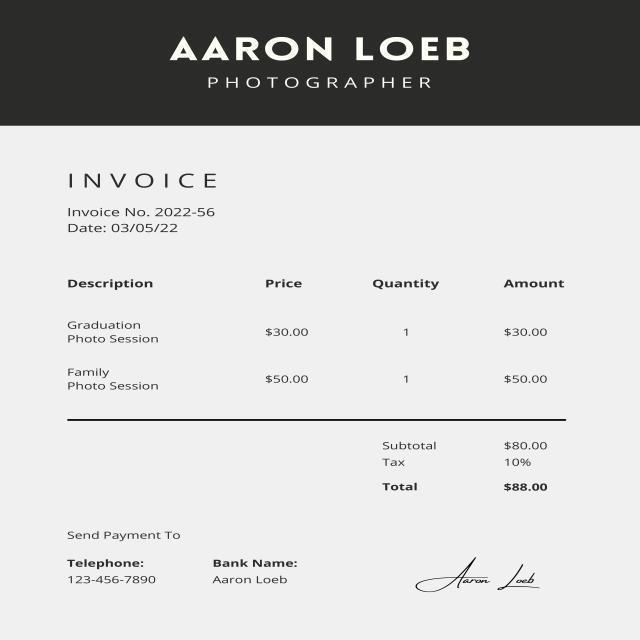 AARON LOEB
PHOTOGRAPHER
INVOICE
Invoice No. 2022-56
Date: 03/05/22
Description Price Quantity Amount
Graduation
Photo Session $30.00 1 $30.00
Family
Photo Session $50.00 1 $50.00
Subtotal $80.00
Tax 10%
Total $88.00
Send Payment To
Telephone: Bank Name:
123-456-7890 Aaron Loeb
Aaron Loeb